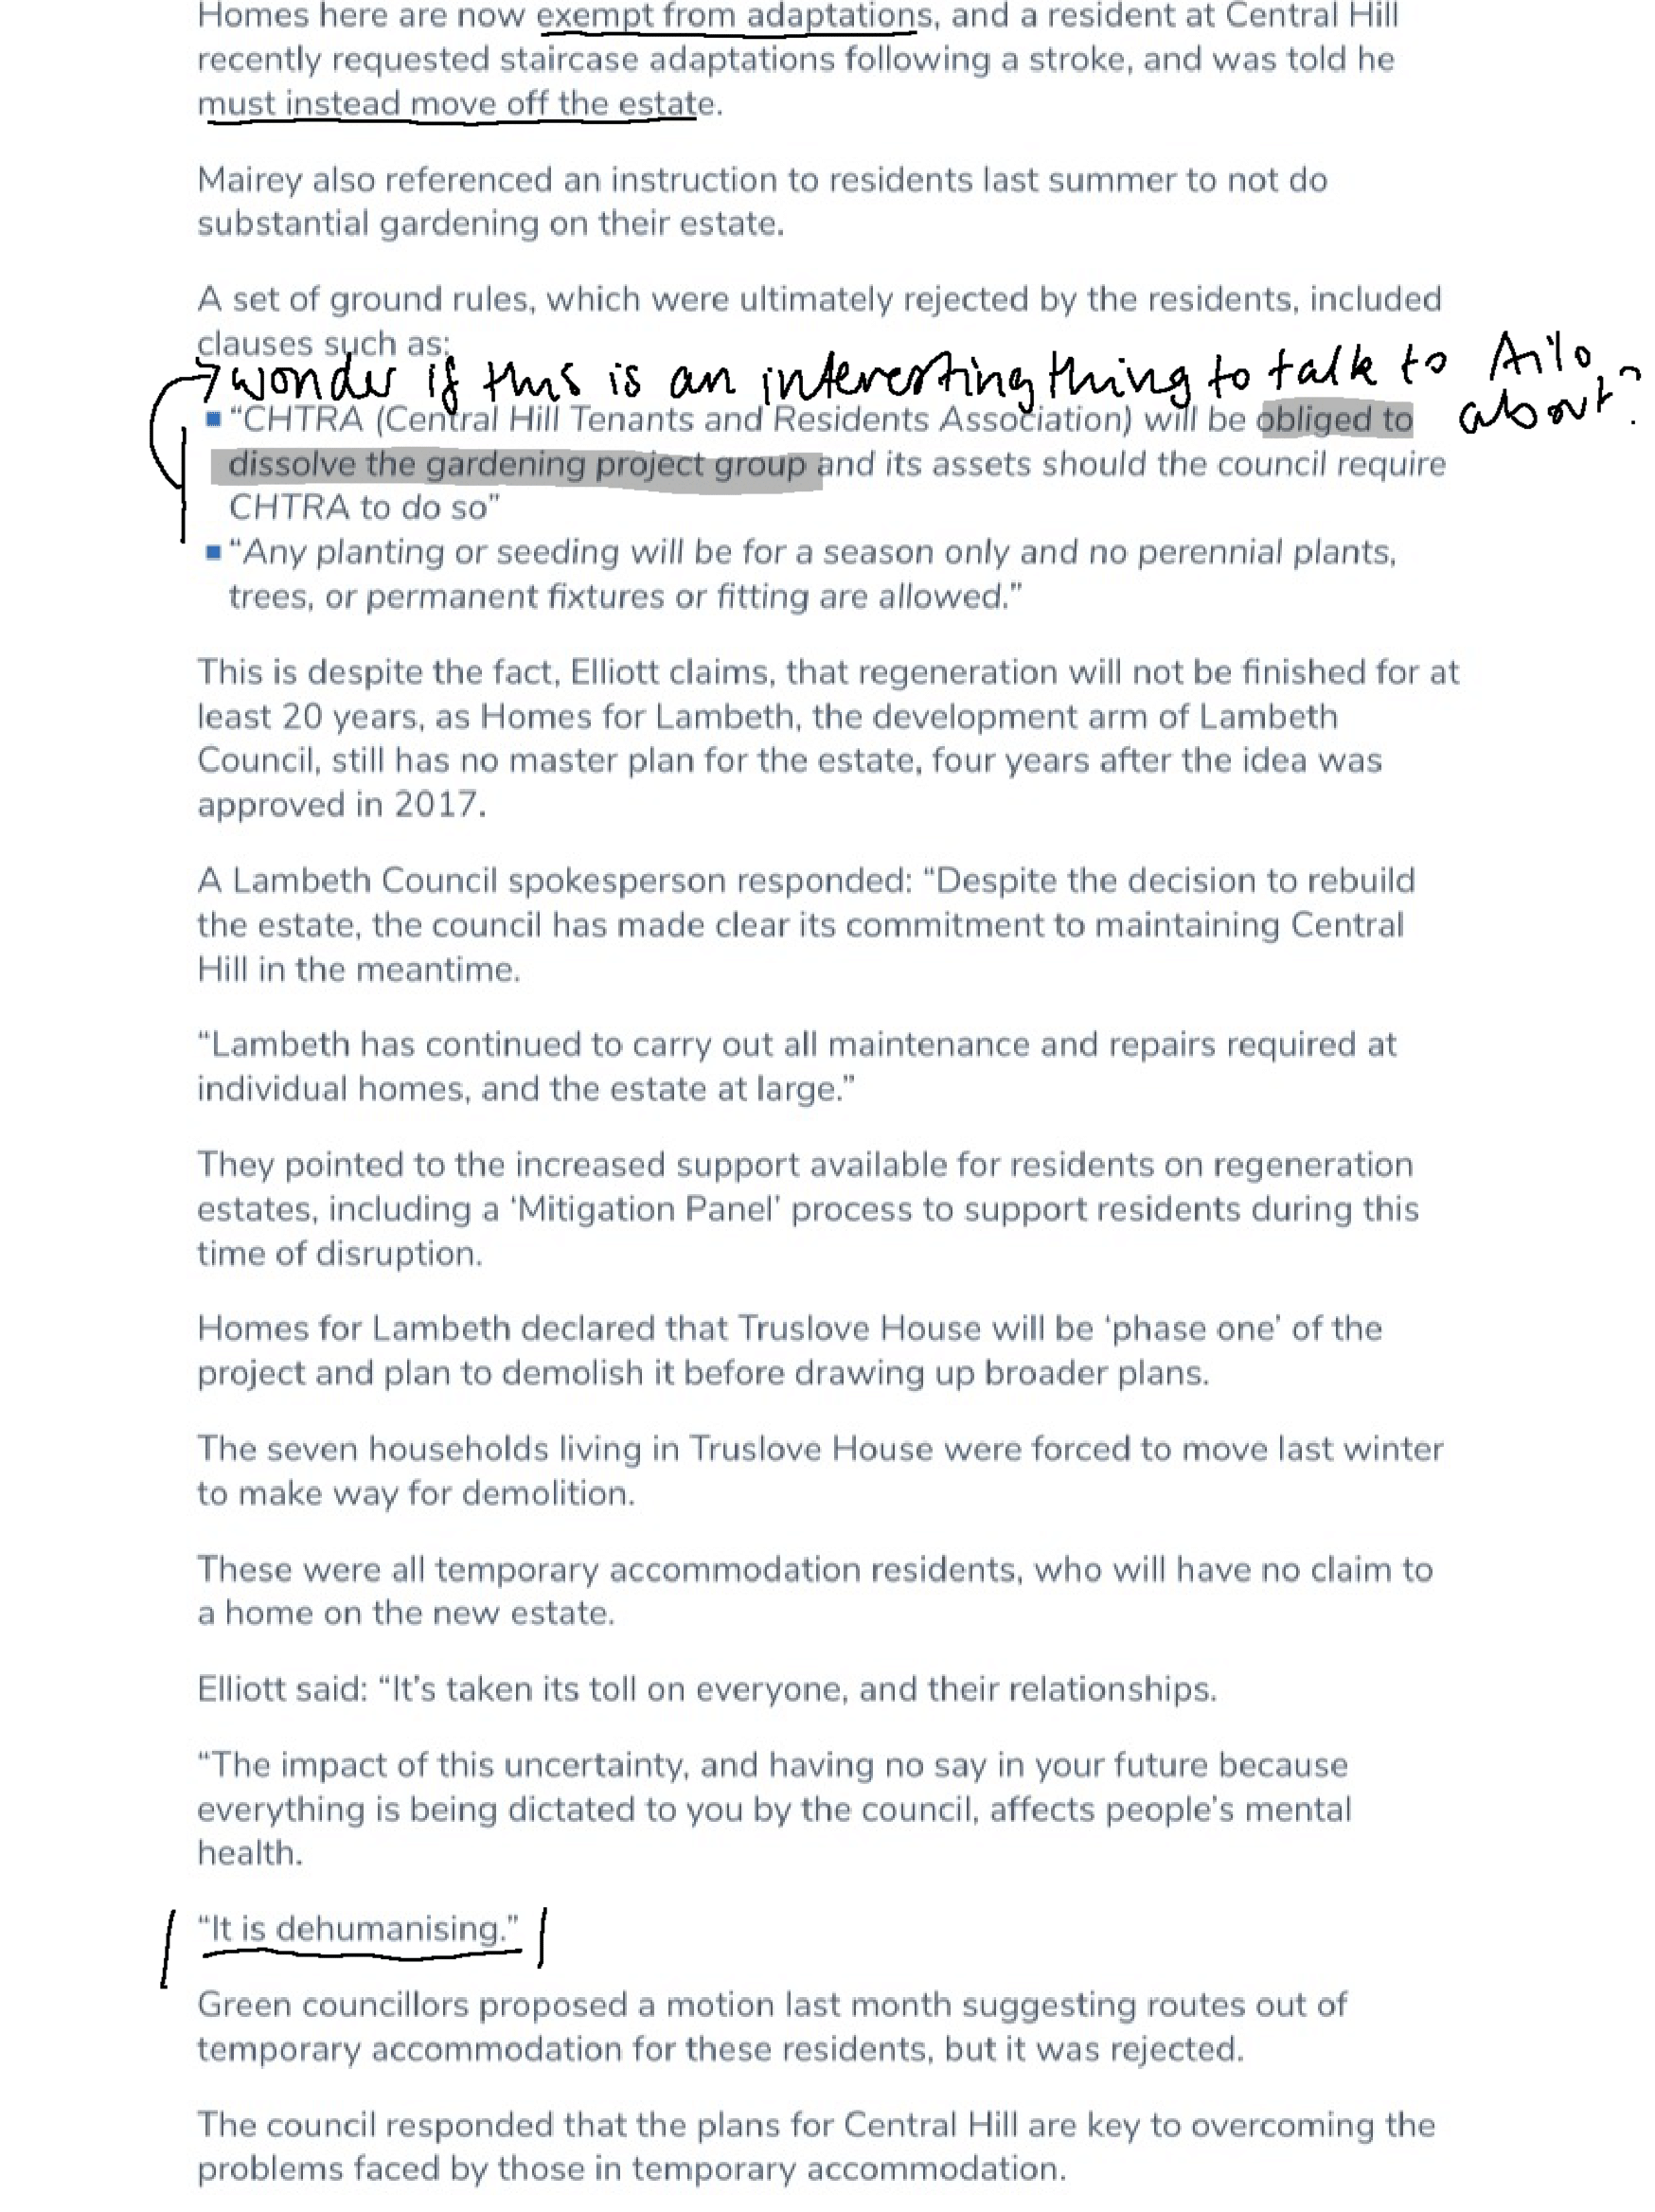 Homes here are now exempt from adaptations, and a resident at Central Hill
recently requested staircase adaptations following a stroke, and was told he
must instead move off the estate.
Mairey also referenced an instruction to residents last summer to not do
substantial gardening on their estate.
A set of ground rules, which were ultimately rejected by the residents, included
clauses such as:
wonder if this is an interesting thing to talk to Ailo
about?
“CHTRA (Central Hill Tenants and Residents Association) will be obliged to
dissolve the gardening project group and its assets should the council require
CHTRA to do so”
“Any planting or seeding will be for a season only and no perennial plants,
trees, or permanent fixtures or fitting are allowed.”
This is despite the fact, Elliott claims, that regeneration will not be finished for at
least 20 years, as Homes for Lambeth, the development arm of Lambeth
Council, still has no master plan for the estate, four years after the idea was
approved in 2017.
A Lambeth Council spokesperson responded: “Despite the decision to rebuild
the estate, the council has made clear its commitment to maintaining Central
Hill in the meantime.
“Lambeth has continued to carry out all maintenance and repairs required at
individual homes, and the estate at large.”
They pointed to the increased support available for residents on regeneration
estates, including a ‘Mitigation Panel’ process to support residents during this
time of disruption.
Homes for Lambeth declared that Truslove House will be ‘phase one’ of the
project and plan to demolish it before drawing up broader plans.
The seven households living in Truslove House were forced to move last winter
to make way for demolition.
These were all temporary accommodation residents, who will have no claim to
a home on the new estate.
Elliott said: “It’s taken its toll on everyone, and their relationships.
“The impact of this uncertainty, and having no say in your future because
everything is being dictated to you by the council, affects people’s mental
health.
“It is dehumanising.”
Green councillors proposed a motion last month suggesting routes out of
temporary accommodation for these residents, but it was rejected.
The council responded that the plans for Central Hill are key to overcoming the
problems faced by those in temporary accommodation.